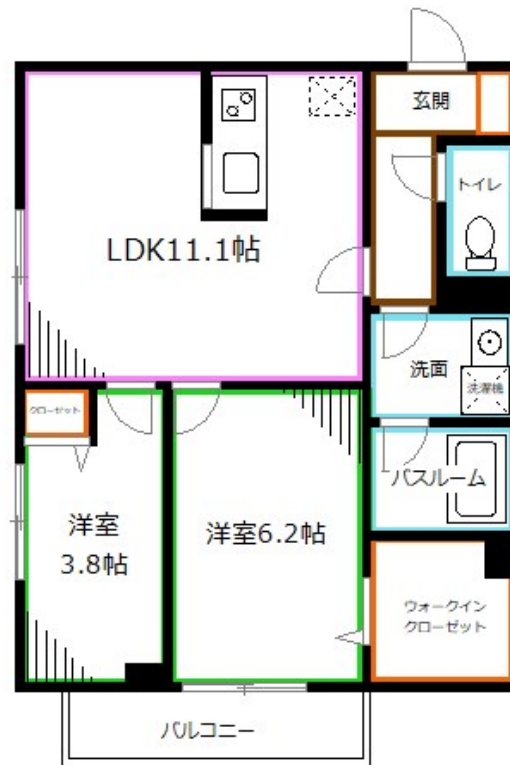 玄関
トイレ
LDK11.1帖
洗面
洗濯機
クローゼット
バスルーム
洋室
3.8帖
洋室6.2帖
ウォークイン
クローゼット
バルコニー